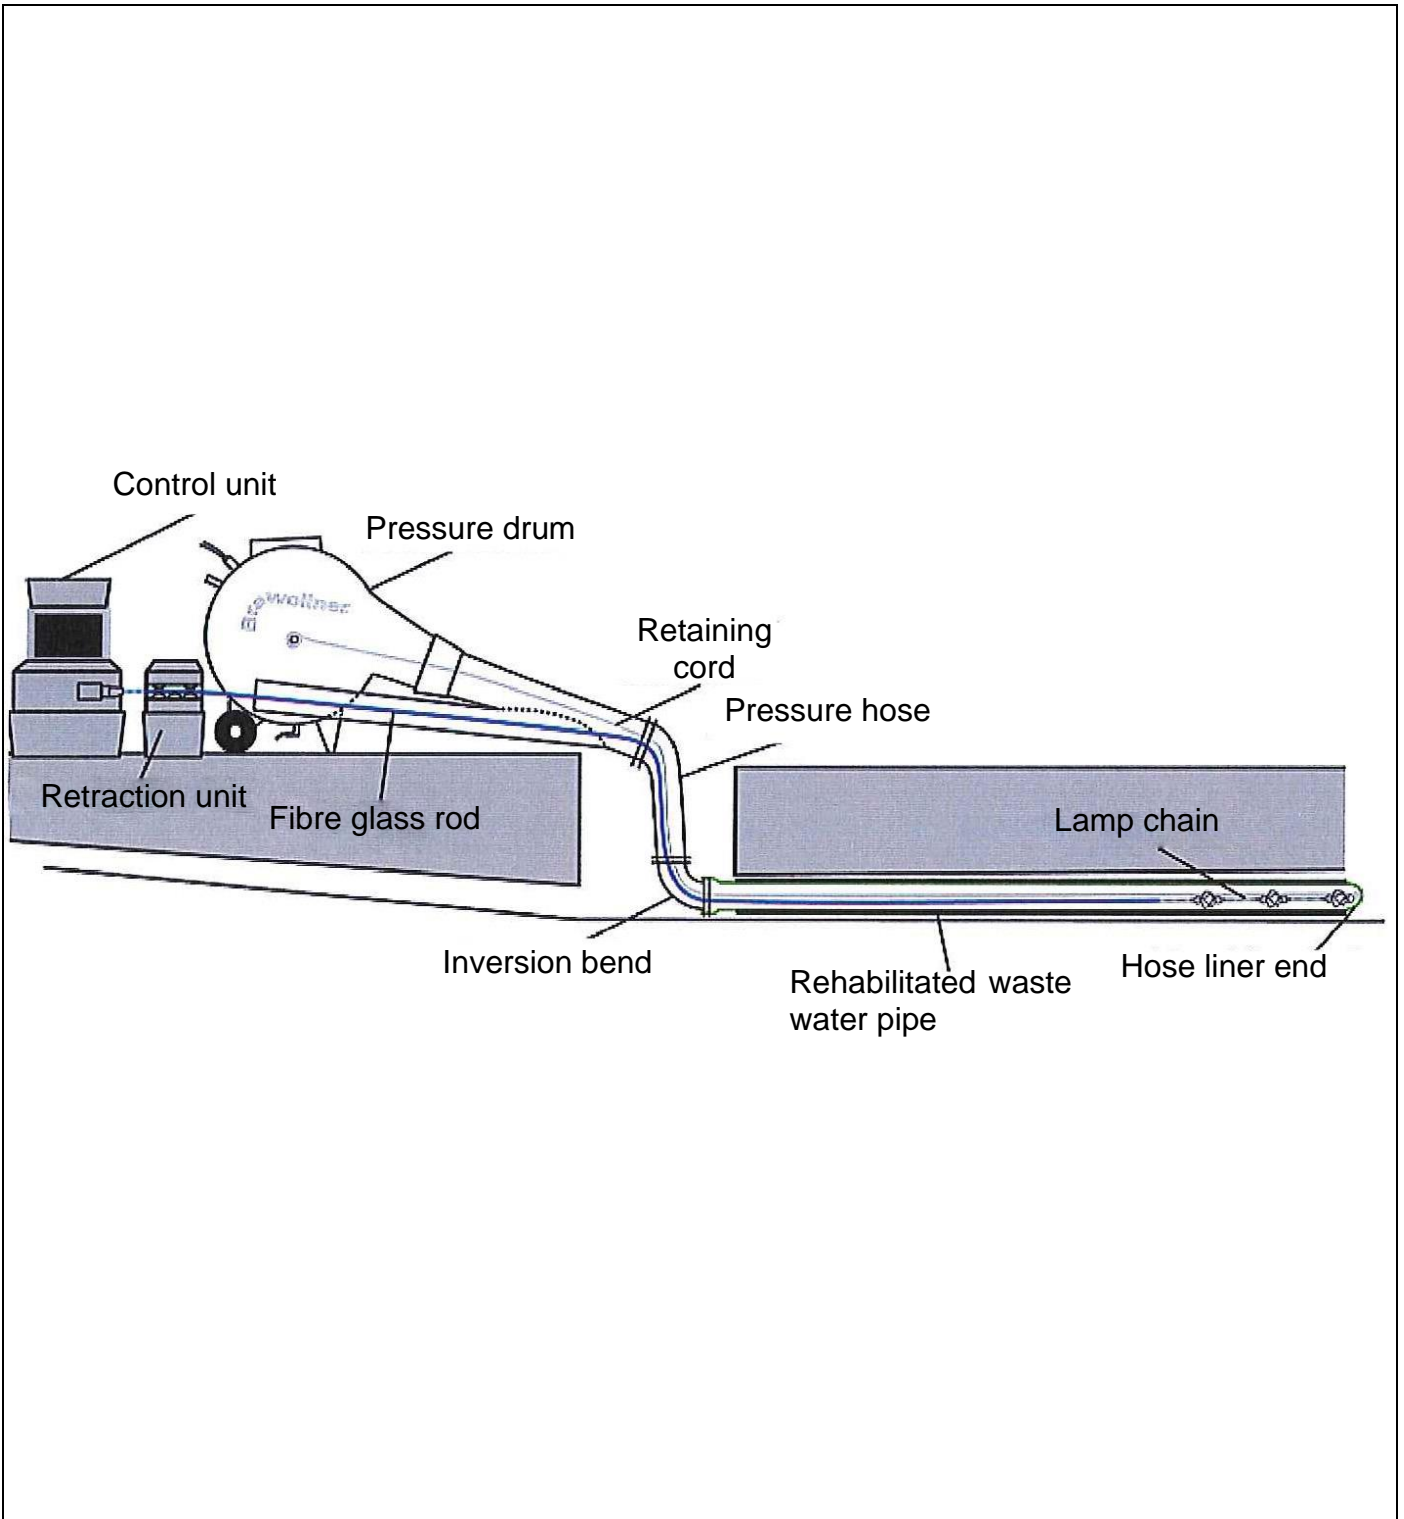 Control unit
Pressure drum
Brawoliner
Retaining
cord
Pressure hose
Retraction unit
Fibre glass rod
Lamp chain
Inversion bend
Rehabilitated waste
water pipe
Hose liner end